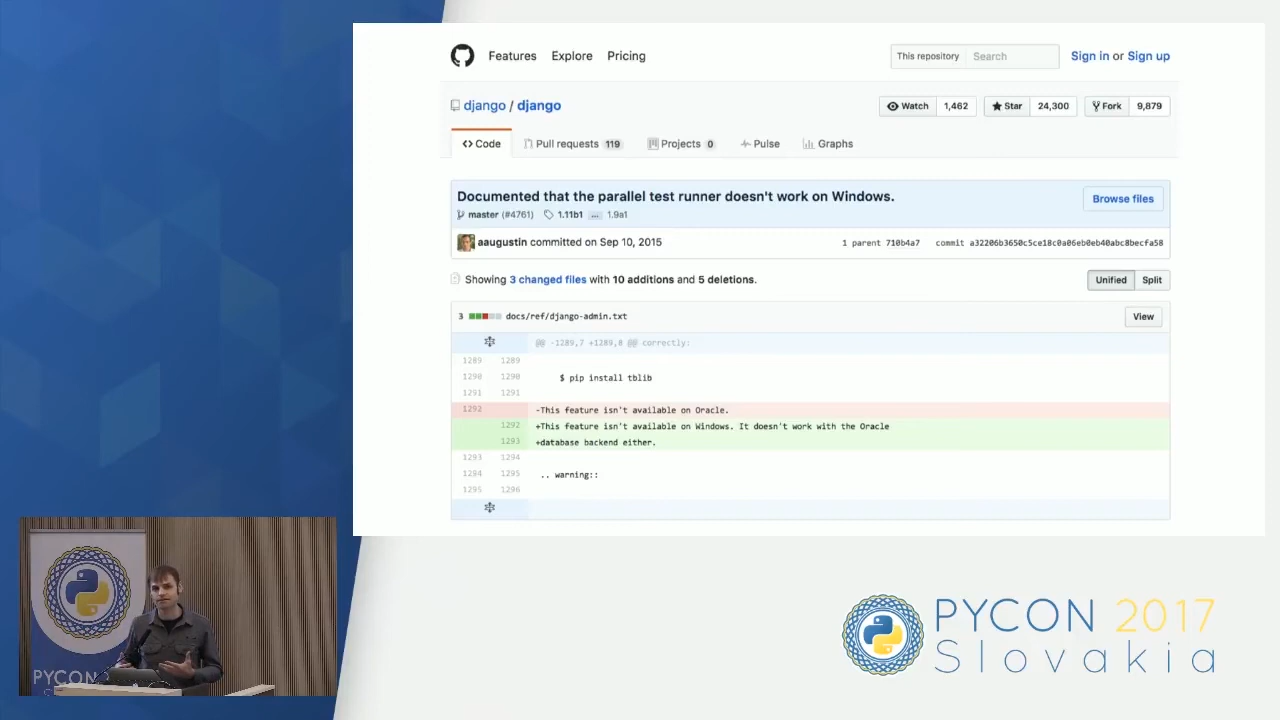 Features Explore Pricing This repository Search Sign in or Sign up
django / django Watch 1,462 Star 24,300 Fork 9,879
<> Code Pull requests 119 Projects 0 Pulse Graphs
Documented that the parallel test runner doesn't work on Windows. Browse files
master (#4761) 1.11b1 ... 1.9a1
aaugustin committed on Sep 10, 2015 1 parent 710b4a7 commit a32206b3650c5ce18c0a06eb0eb40abc8becfa58
Showing 3 changed files with 10 additions and 5 deletions. Unified Split
3 docs/ref/django-admin.txt View
@@ -1289,7 +1289,8 @@ correctly:
1289 1289
1290 1290 $ pip install tblib
1291 1291
1292 -This feature isn't available on Oracle.
1292 +This feature isn't available on Windows. It doesn't work with the Oracle
1293 +database backend either.
1293 1294
1294 1295 .. warning::
1295 1296
PYCON
PYCON 2017
Slovakia